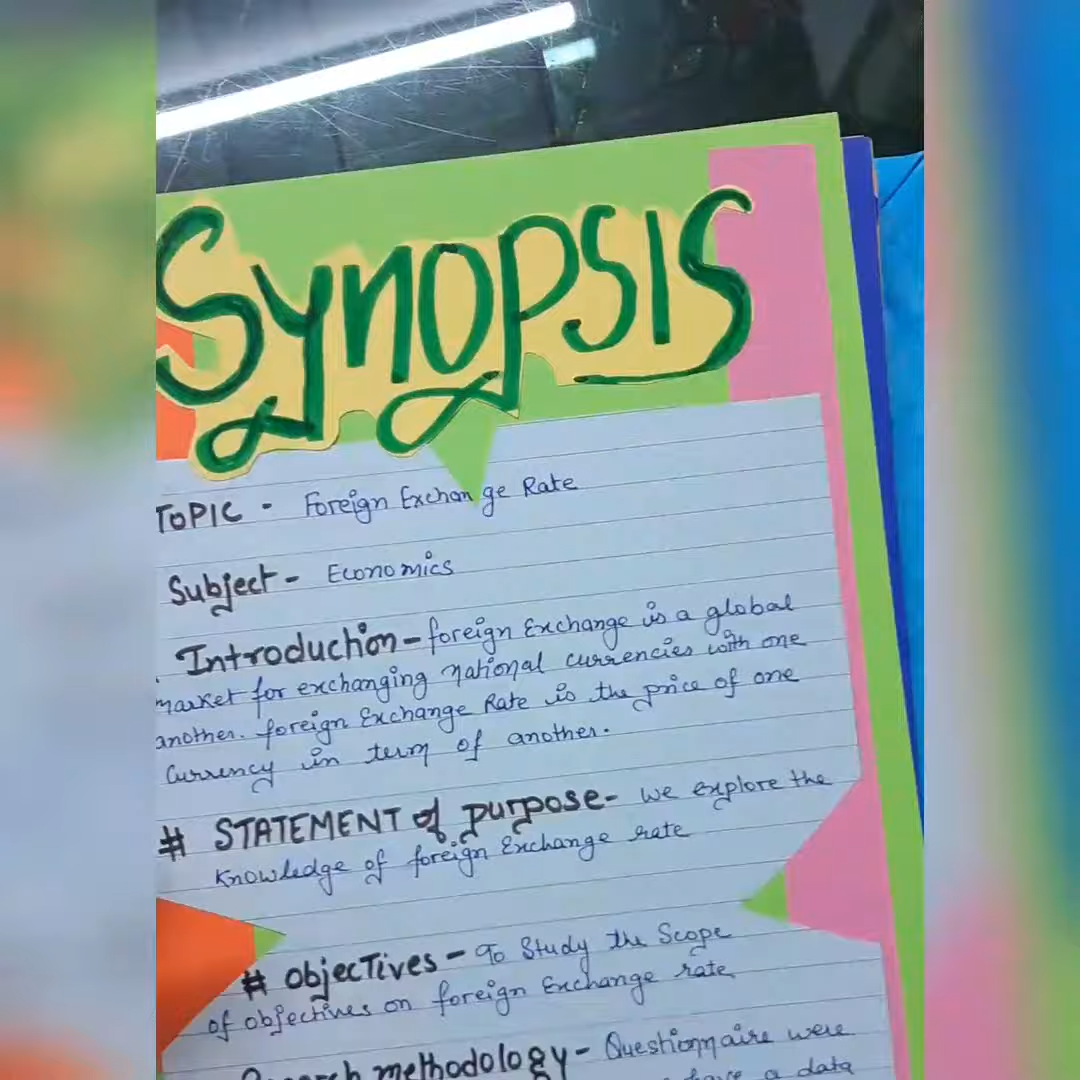 SYNOPSIS
TOPIC - Foreign Exchange Rate
Subject - Economics
Introduction - foreign Exchange is a global
market for exchanging national currencies with one
another. foreign Exchange Rate is the price of one
currency in term of another.
# STATEMENT of purpose - we explore the
knowledge of foreign Exchange rate
# Objectives - To Study the Scope
of objectives on foreign Exchange rate
Research methodology - Questionnaire were
have a data